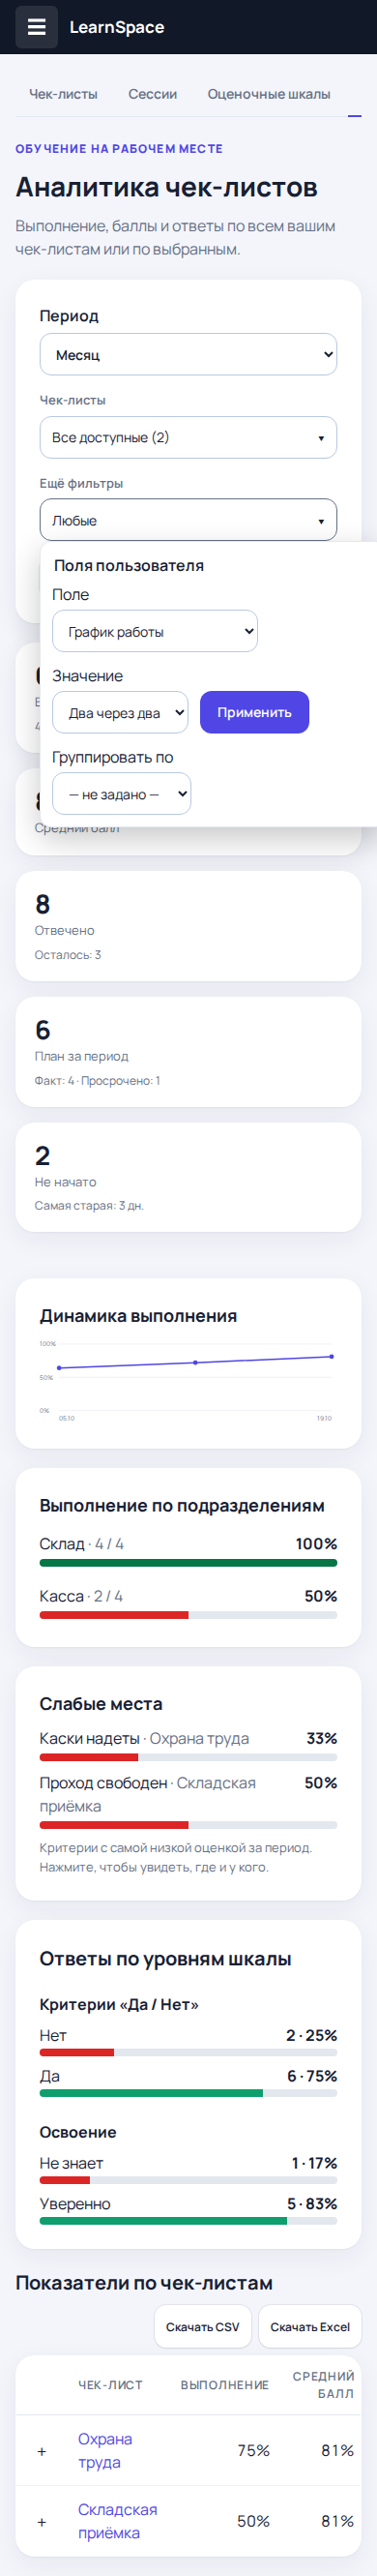 LearnSpace
Чек-листы Сессии Оценочные шкалы
ОБУЧЕНИЕ НА РАБОЧЕМ МЕСТЕ
Аналитика чек-листов
Выполнение, баллы и ответы по всем вашим
чек-листам или по выбранным.
Период
Месяц
Чек-листы
Все доступные (2)
Ещё фильтры
Любые
Поля пользователя
Поле
График работы
Значение
Два через два Применить
Группировать по
— не задано —
Средний балл
8
Отвечено
Осталось: 3
6
План за период
Факт: 4 · Просрочено: 1
2
Не начато
Самая старая: 3 дн.
Динамика выполнения
100%
50%
0%
05.10 19.10
Выполнение по подразделениям
Склад · 4 / 4 100%
Касса · 2 / 4 50%
Слабые места
Каски надеты · Охрана труда 33%
Проход свободен · Складская 50%
приёмка
Критерии с самой низкой оценкой за период.
Нажмите, чтобы увидеть, где и у кого.
Ответы по уровням шкалы
Критерии «Да / Нет»
Нет 2 · 25%
Да 6 · 75%
Освоение
Не знает 1 · 17%
Уверенно 5 · 83%
Показатели по чек-листам
Скачать CSV Скачать Excel
ЧЕК-ЛИСТ ВЫПОЛНЕНИЕ СРЕДНИЙ
БАЛЛ
+ Охрана 75% 81%
труда
+ Складская 50% 81%
приёмка